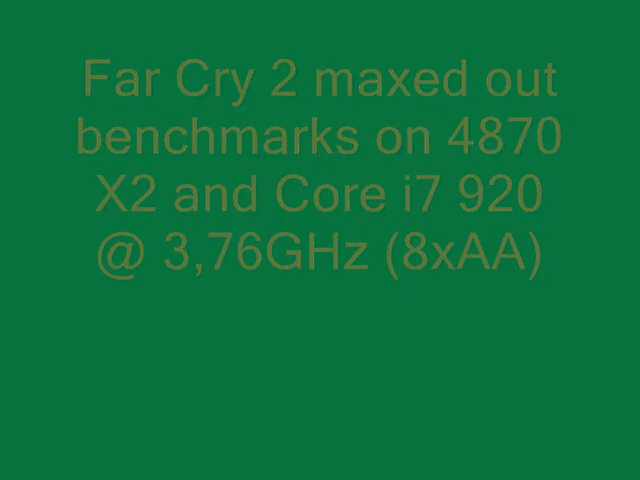 Far Cry 2 maxed out
benchmarks on 4870
X2 and Core i7 920
@ 3,76GHz (8xAA)